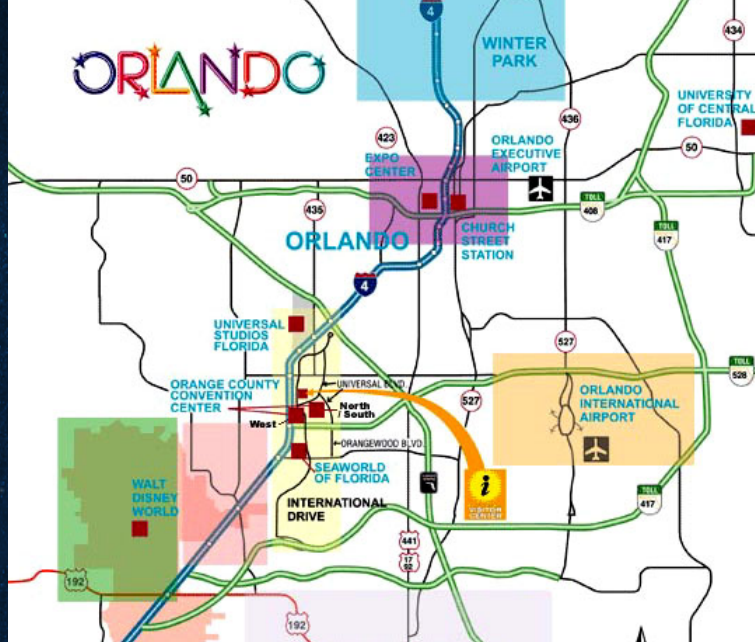 ORLANDO
4
WINTER
PARK
434
UNIVERSITY
OF CENTRAL
FLORIDA
436
423
ORLANDO
EXECUTIVE
AIRPORT
50
EXPO
CENTER
50
TOLL
408
435
ORLANDO
CHURCH
STREET
STATION
TOLL
417
4
UNIVERSAL
STUDIOS
FLORIDA
527
TOLL
528
ORANGE COUNTY
CONVENTION
CENTER
UNIVERSAL BLVD.
ORLANDO
INTERNATIONAL
AIRPORT
527
North
/ South
West
ORANGEWOOD BLVD.
SEAWORLD
OF FLORIDA
WALT
DISNEY
WORLD
i
VISITOR
CENTER
INTERNATIONAL
DRIVE
TOLL
417
441
17
92
192
192